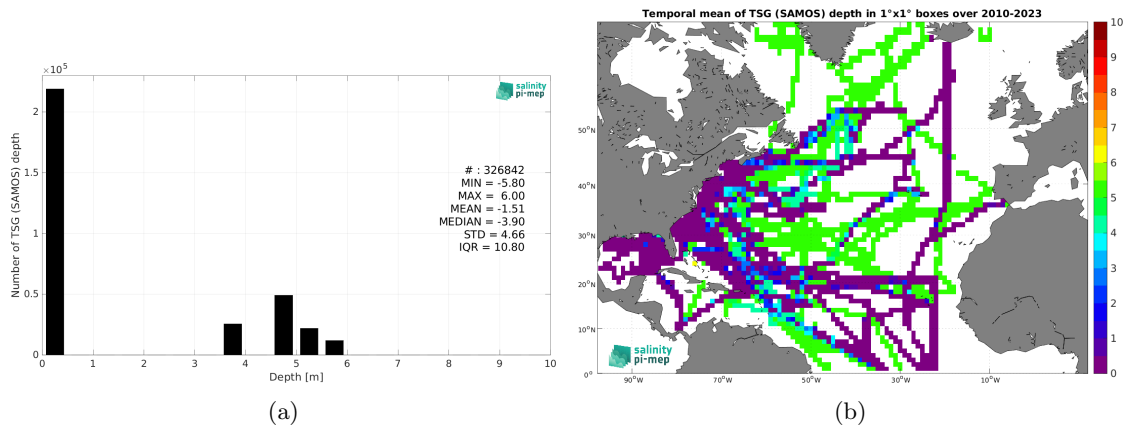 ×10⁵
2
1.5
1
0.5
0
Number of TSG (SAMOS) depth
salinity
pi-mep
# : 326842
MIN = -5.80
MAX = 6.00
MEAN = -1.51
MEDIAN = -3.90
STD = 4.66
IQR = 10.80
0 1 2 3 4 5 6 7 8 9 10
Depth [m]
(a)
Temporal mean of TSG (SAMOS) depth in 1°x1° boxes over 2010-2023
50°N
40°N
30°N
20°N
10°N
0°
90°W 70°W 50°W 30°W 10°W
salinity
pi-mep
10
9
8
7
6
5
4
3
2
1
0
(b)